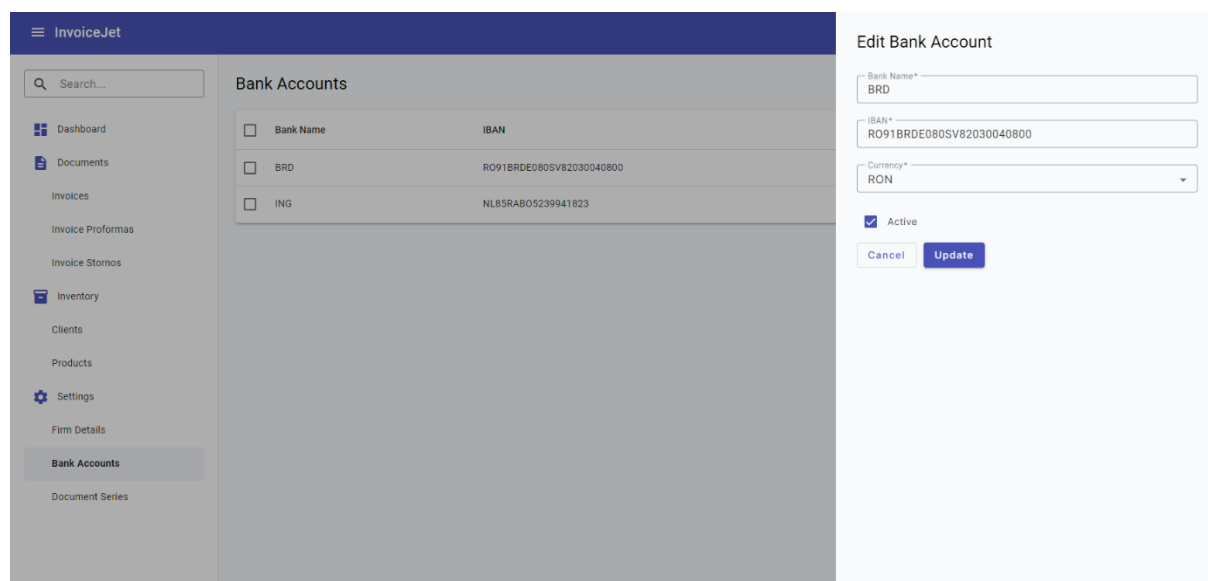 InvoiceJet
Search...
Dashboard
Documents
Invoices
Invoice Proformas
Invoice Stornos
Inventory
Clients
Products
Settings
Firm Details
Bank Accounts
Document Series
Bank Accounts
Bank Name IBAN
BRD RO91BRDE080SV82030040800
ING NL85RABO5239941823
Edit Bank Account
Bank Name*
BRD
IBAN*
RO91BRDE080SV82030040800
Currency*
RON
Active
Cancel Update